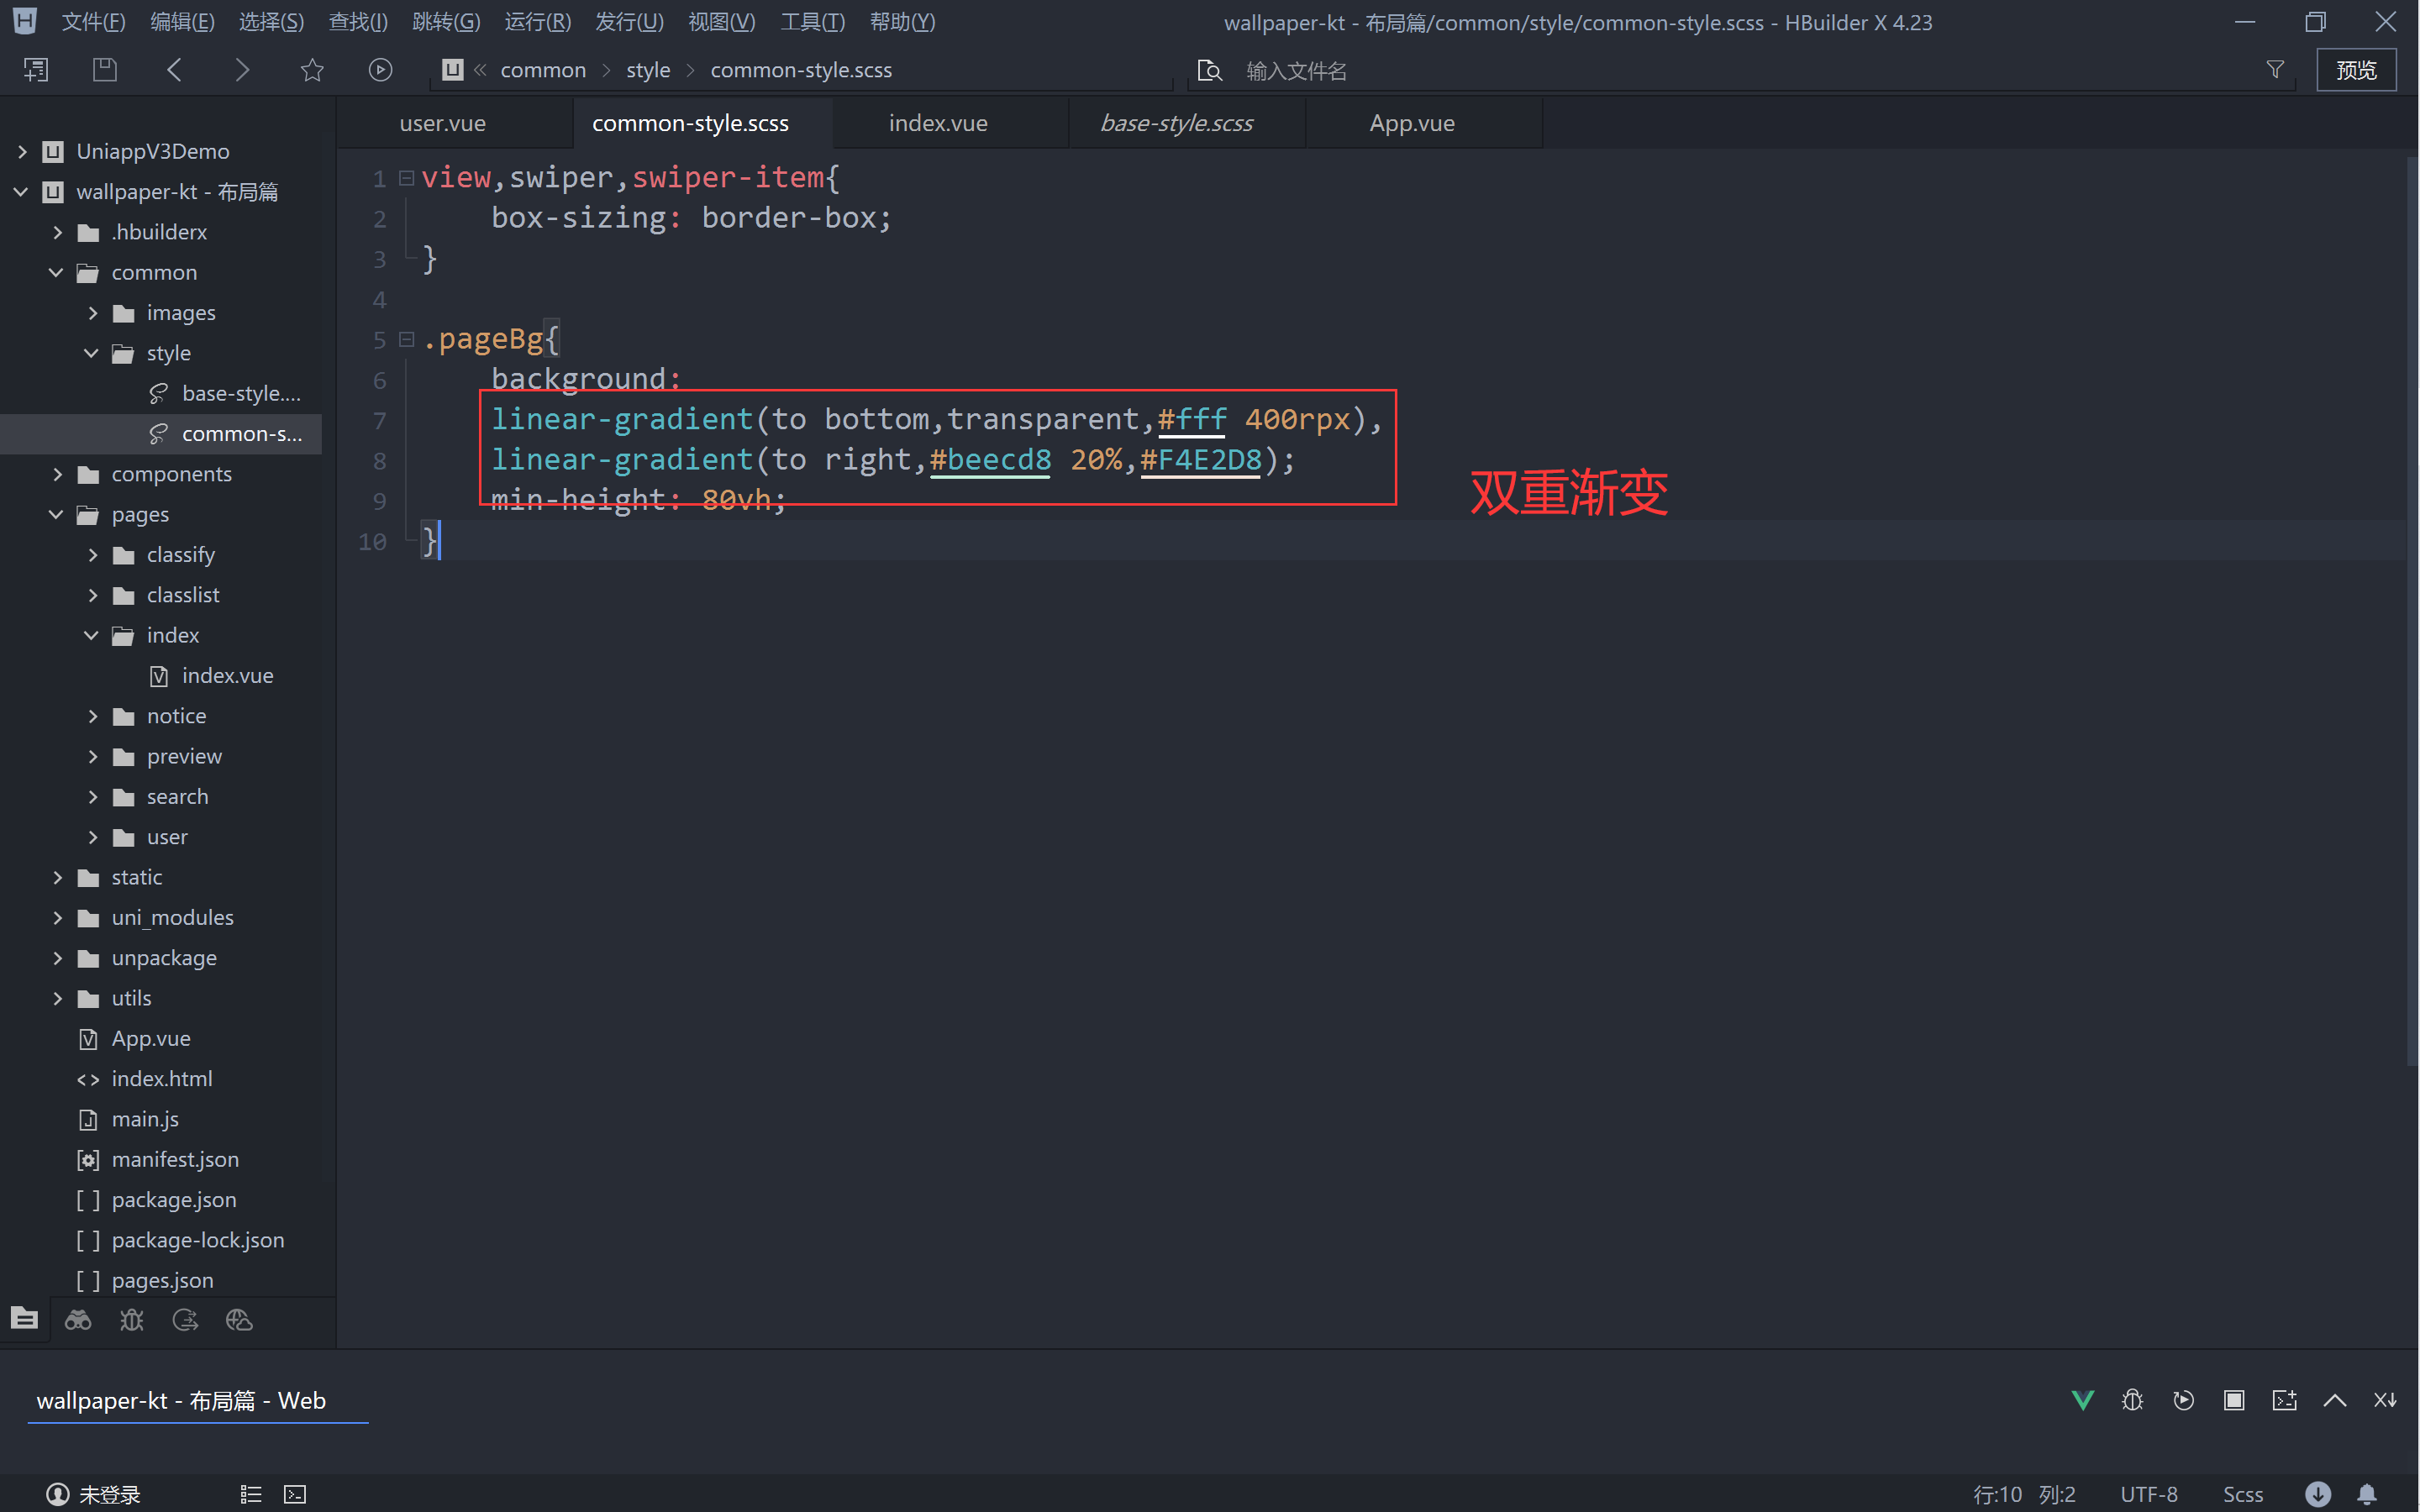 文件(F) 编辑(E) 选择(S) 查找(I) 跳转(G) 运行(R) 发行(U) 视图(V) 工具(T) 帮助(Y) wallpaper-kt - 布局篇/common/style/common-style.scss - HBuilder X 4.23
common style common-style.scss 输入文件名 预览
user.vue common-style.scss index.vue base-style.scss App.vue
UniappV3Demo
wallpaper-kt - 布局篇
.hbuilderx
common
images
style
base-style....
common-s...
components
pages
classify
classlist
index
index.vue
notice
preview
search
user
static
uni_modules
unpackage
utils
App.vue
index.html
main.js
manifest.json
package.json
package-lock.json
pages.json
1 view,swiper,swiper-item{
2 box-sizing: border-box;
3 }
4
5 .pageBg{
6 background:
7 linear-gradient(to bottom,transparent,#fff 400rpx),
8 linear-gradient(to right,#beecd8 20%,#F4E2D8);
9 min-height: 80vh;
10 }
双重渐变
wallpaper-kt - 布局篇 - Web
未登录 行:10 列:2 UTF-8 Scss